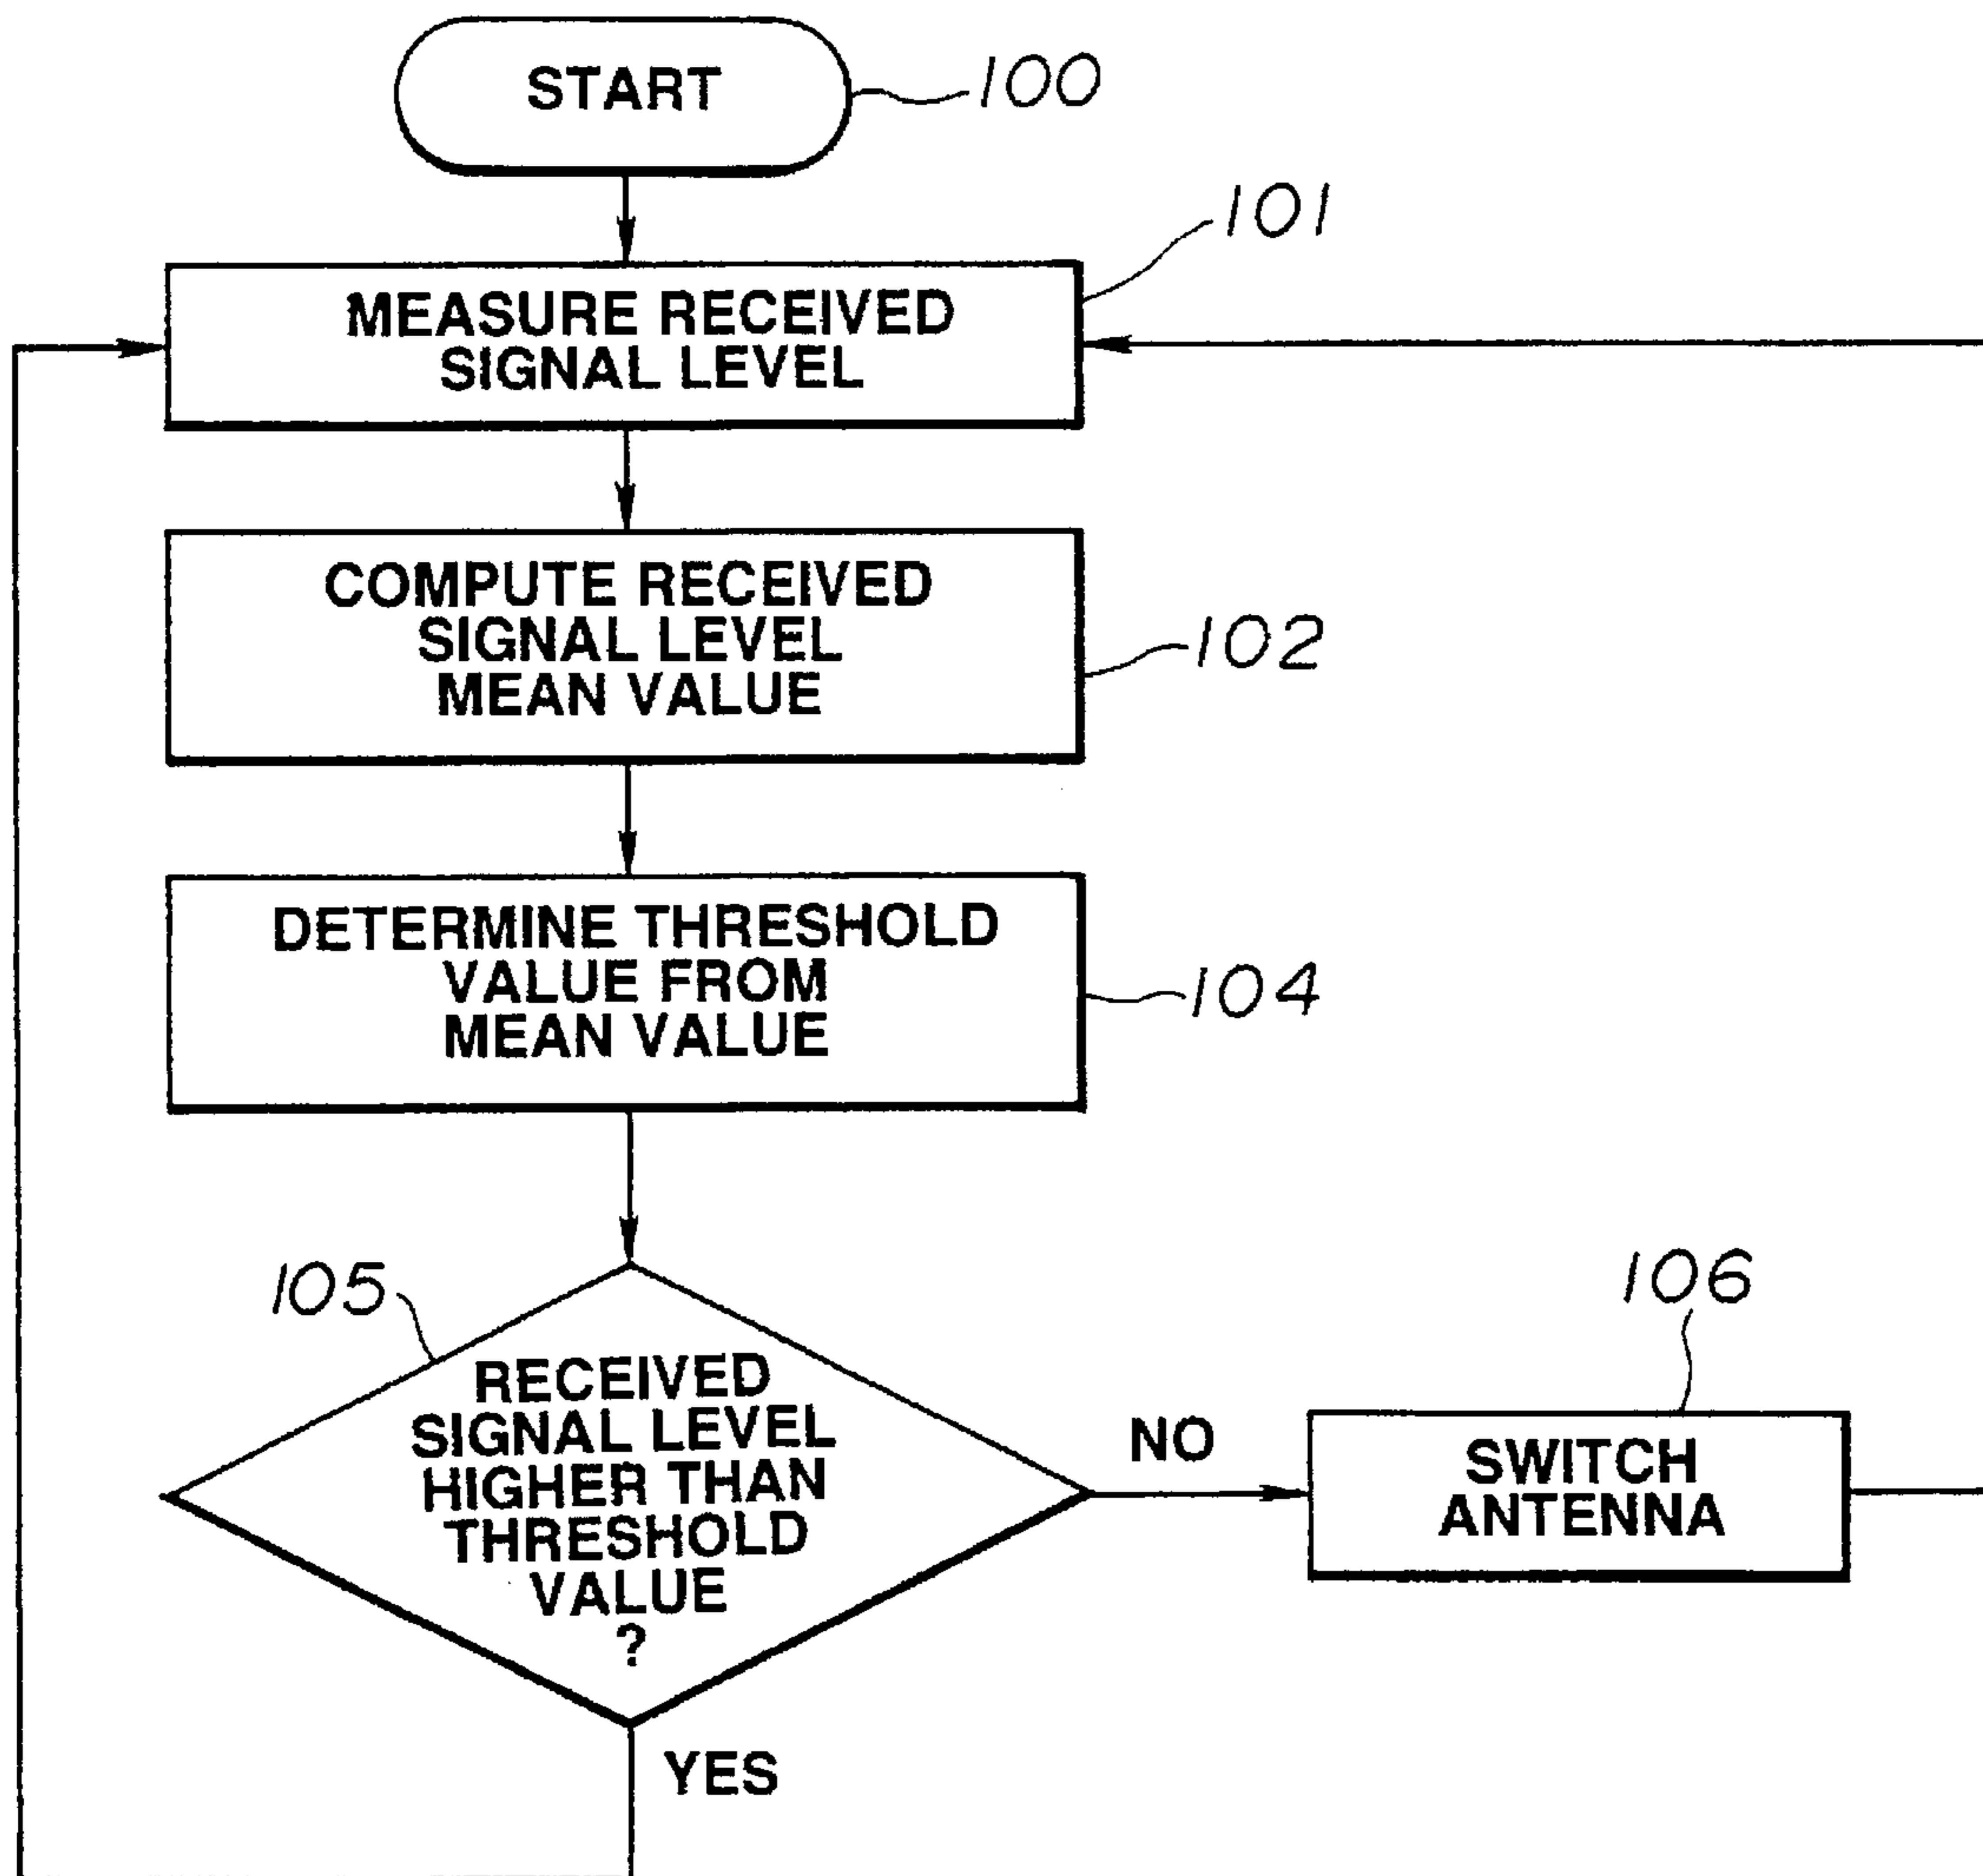 START
100
101
MEASURE RECEIVED
SIGNAL LEVEL
COMPUTE RECEIVED
SIGNAL LEVEL
MEAN VALUE
102
DETERMINE THRESHOLD
VALUE FROM
MEAN VALUE
104
105
RECEIVED
SIGNAL LEVEL
HIGHER THAN
THRESHOLD
VALUE
?
NO
YES
106
SWITCH
ANTENNA